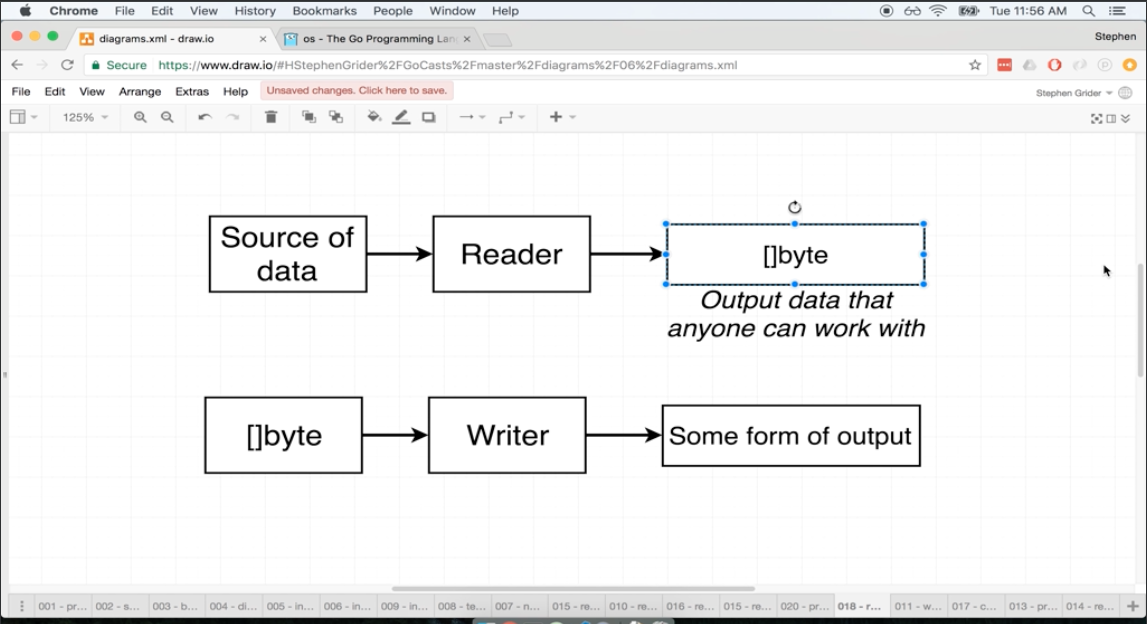 Chrome File Edit View History Bookmarks People Window Help Tue 11:56 AM
diagrams.xml - draw.io × os - The Go Programming Lan × Stephen
Secure https://www.draw.io/#HStephenGrider%2FGoCasts%2Fmaster%2Fdiagrams%2F06%2Fdiagrams.xml
File Edit View Arrange Extras Help Unsaved changes. Click here to save. Stephen Grider
125%
Source of
data
Reader
[]byte
Output data that
anyone can work with
[]byte
Writer
Some form of output
001 - pr... 002 - s... 003 - b... 004 - di... 005 - in... 006 - in... 009 - in... 008 - te... 007 - n... 015 - re... 010 - re... 016 - re... 015 - re... 020 - pr... 018 - r... 011 - w... 017 - c... 013 - pr... 014 - re...